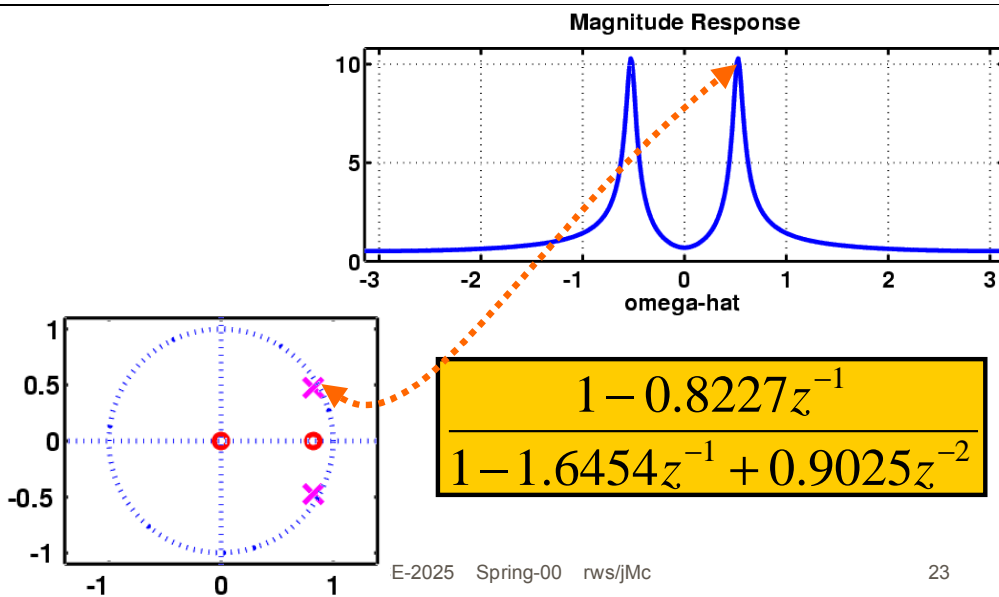 Magnitude Response
10
5
0
-3 -2 -1 0 1 2 3
omega-hat
1
0.5
0
-0.5
-1
-1 0 1
1 − 0.8227z⁻¹
1 − 1.6454z⁻¹ + 0.9025z⁻²
E-2025 Spring-00 rws/jMc 23